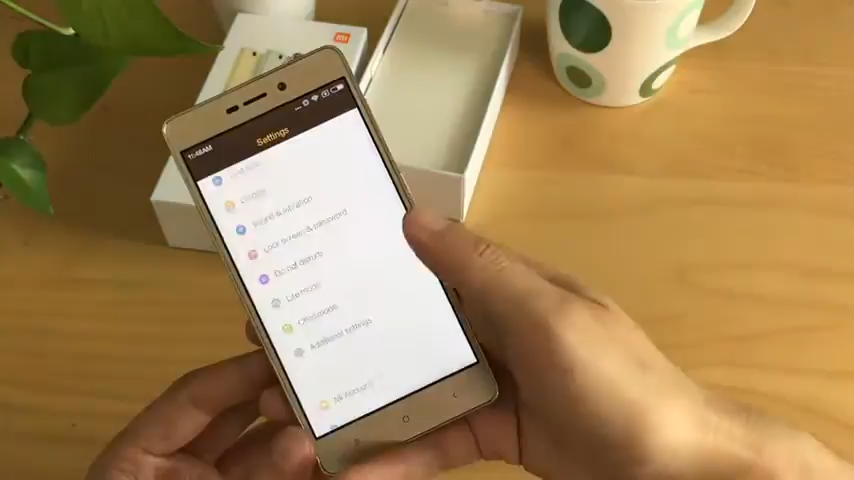 mi
11:48AM
Settings
Sound & vibration
Lock screen & password
Do not disturb
Lite mode
Child mode
Additional settings
Mi Account